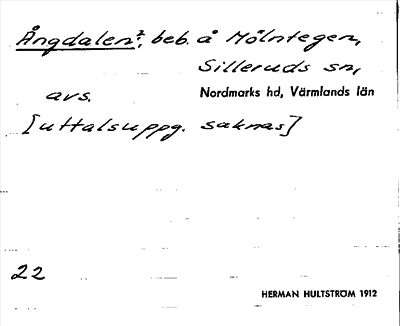 Ångdalen?, beb. å Mölntegen,
Silleruds sn,
avs. Nordmarks hd, Värmlands län
[uttalsuppg. saknas]
22
HERMAN HULTSTRÖM 1912